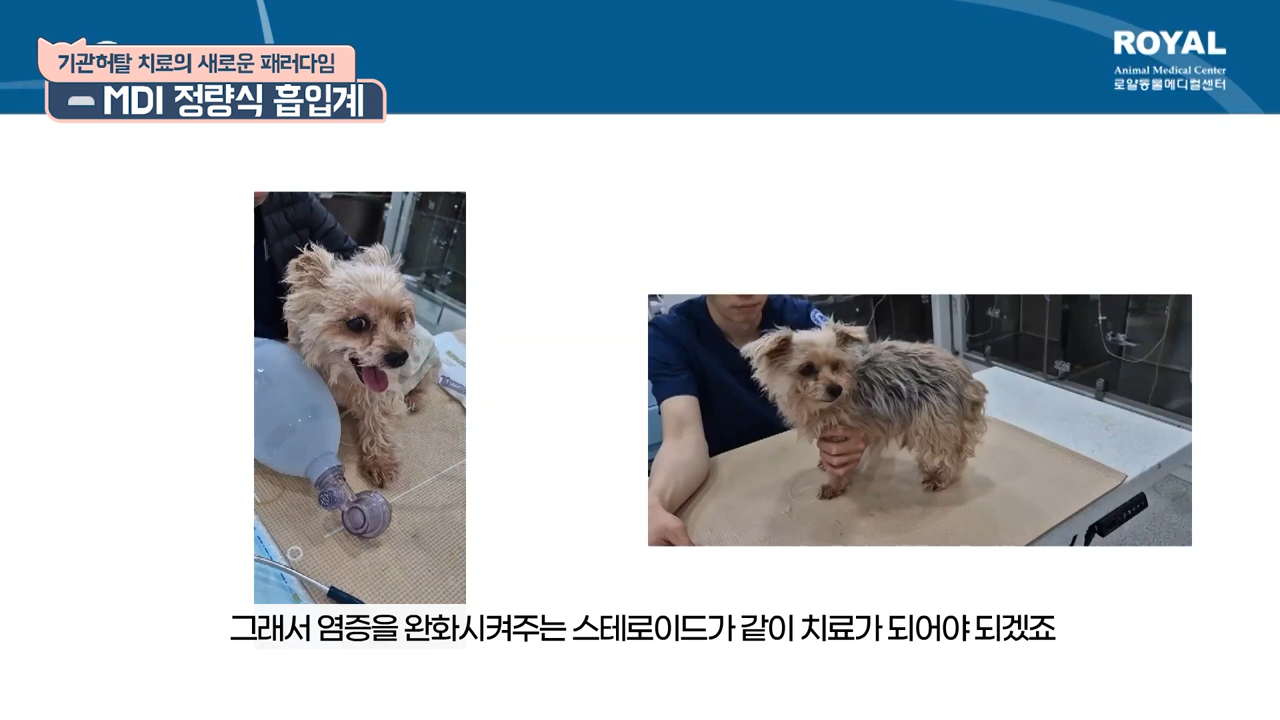 기관허탈 치료의 새로운 패러다임
MDI 정량식 흡입계
ROYAL
Animal Medical Center
로얄동물메디컬센터
그래서 염증을 완화시켜주는 스테로이드가 같이 치료가 되어야 되겠죠